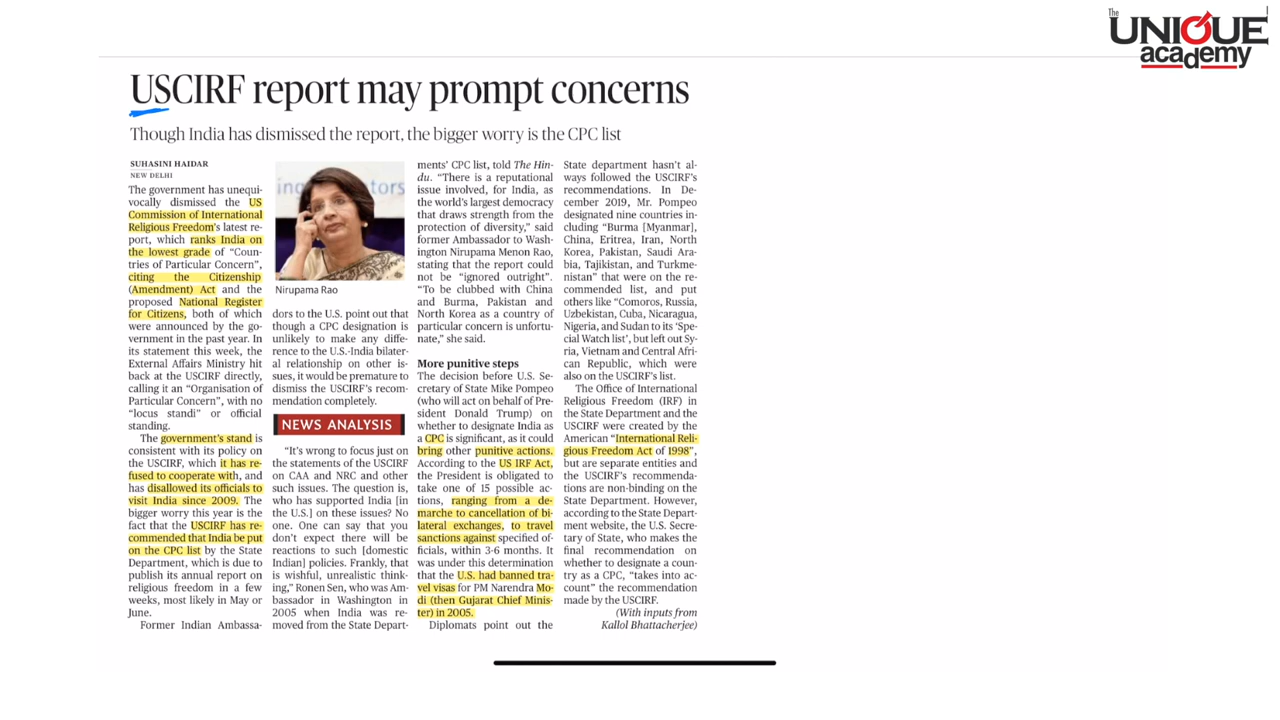 The
UNIQUE
academy
USCIRF report may prompt concerns
Though India has dismissed the report, the bigger worry is the CPC list
SUHASINI HAIDAR
NEW DELHI
The government has unequi-
vocally dismissed the US
Commission of International
Religious Freedom's latest re-
port, which ranks India on
the lowest grade of “Coun-
tries of Particular Concern”,
citing the Citizenship
(Amendment) Act and the
proposed National Register
for Citizens, both of which
were announced by the go-
vernment in the past year. In
its statement this week, the
External Affairs Ministry hit
back at the USCIRF directly,
calling it an “Organisation of
Particular Concern”, with no
“locus standi” or official
standing.
The government's stand is
consistent with its policy on
the USCIRF, which it has re-
fused to cooperate with, and
has disallowed its officials to
visit India since 2009. The
bigger worry this year is the
fact that the USCIRF has re-
commended that India be put
on the CPC list by the State
Department, which is due to
publish its annual report on
religious freedom in a few
weeks, most likely in May or
June.
Former Indian Ambassa-
Nirupama Rao
dors to the U.S. point out that
though a CPC designation is
unlikely to make any diffe-
rence to the U.S.-India bilater-
al relationship on other is-
sues, it would be premature to
dismiss the USCIRF's recom-
mendation completely.
NEWS ANALYSIS
“It's wrong to focus just on
the statements of the USCIRF
on CAA and NRC and other
such issues. The question is,
who has supported India [in
the U.S.] on these issues? No
one. One can say that you
don't expect there will be
reactions to such [domestic
Indian] policies. Frankly, that
is wishful, unrealistic think-
ing,” Ronen Sen, who was Am-
bassador in Washington in
2005 when India was re-
moved from the State Depart-
ments' CPC list, told The Hin-
du. “There is a reputational
issue involved, for India, as
the world's largest democracy
that draws strength from the
protection of diversity,” said
former Ambassador to Wash-
ington Nirupama Menon Rao,
stating that the report could
not be “ignored outright”.
“To be clubbed with China
and Burma, Pakistan and
North Korea as a country of
particular concern is unfortu-
nate,” she said.
More punitive steps
The decision before U.S. Se-
cretary of State Mike Pompeo
(who will act on behalf of Pre-
sident Donald Trump) on
whether to designate India as
a CPC is significant, as it could
bring other punitive actions.
According to the US IRF Act,
the President is obligated to
take one of 15 possible ac-
tions, ranging from a de-
marche to cancellation of bi-
lateral exchanges, to travel
sanctions against specified of-
ficials, within 3-6 months. It
was under this determination
that the U.S. had banned tra-
vel visas for PM Narendra Mo-
di (then Gujarat Chief Minis-
ter) in 2005.
Diplomats point out the
State department hasn't al-
ways followed the USCIRF's
recommendations. In De-
cember 2019, Mr. Pompeo
designated nine countries in-
cluding “Burma [Myanmar],
China, Eritrea, Iran, North
Korea, Pakistan, Saudi Ara-
bia, Tajikistan, and Turkme-
nistan” that were on the re-
commended list, and put
others like “Comoros, Russia,
Uzbekistan, Cuba, Nicaragua,
Nigeria, and Sudan to its ‘Spe-
cial Watch list’, but left out Sy-
ria, Vietnam and Central Afri-
can Republic, which were
also on the USCIRF's list.
The Office of International
Religious Freedom (IRF) in
the State Department and the
USCIRF were created by the
American “International Reli-
gious Freedom Act of 1998”,
but are separate entities and
the USCIRF's recommenda-
tions are non-binding on the
State Department. However,
according to the State Depart-
ment website, the U.S. Secre-
tary of State, who makes the
final recommendation on
whether to designate a coun-
try as a CPC, “takes into ac-
count” the recommendation
made by the USCIRF.
(With inputs from
Kallol Bhattacherjee)